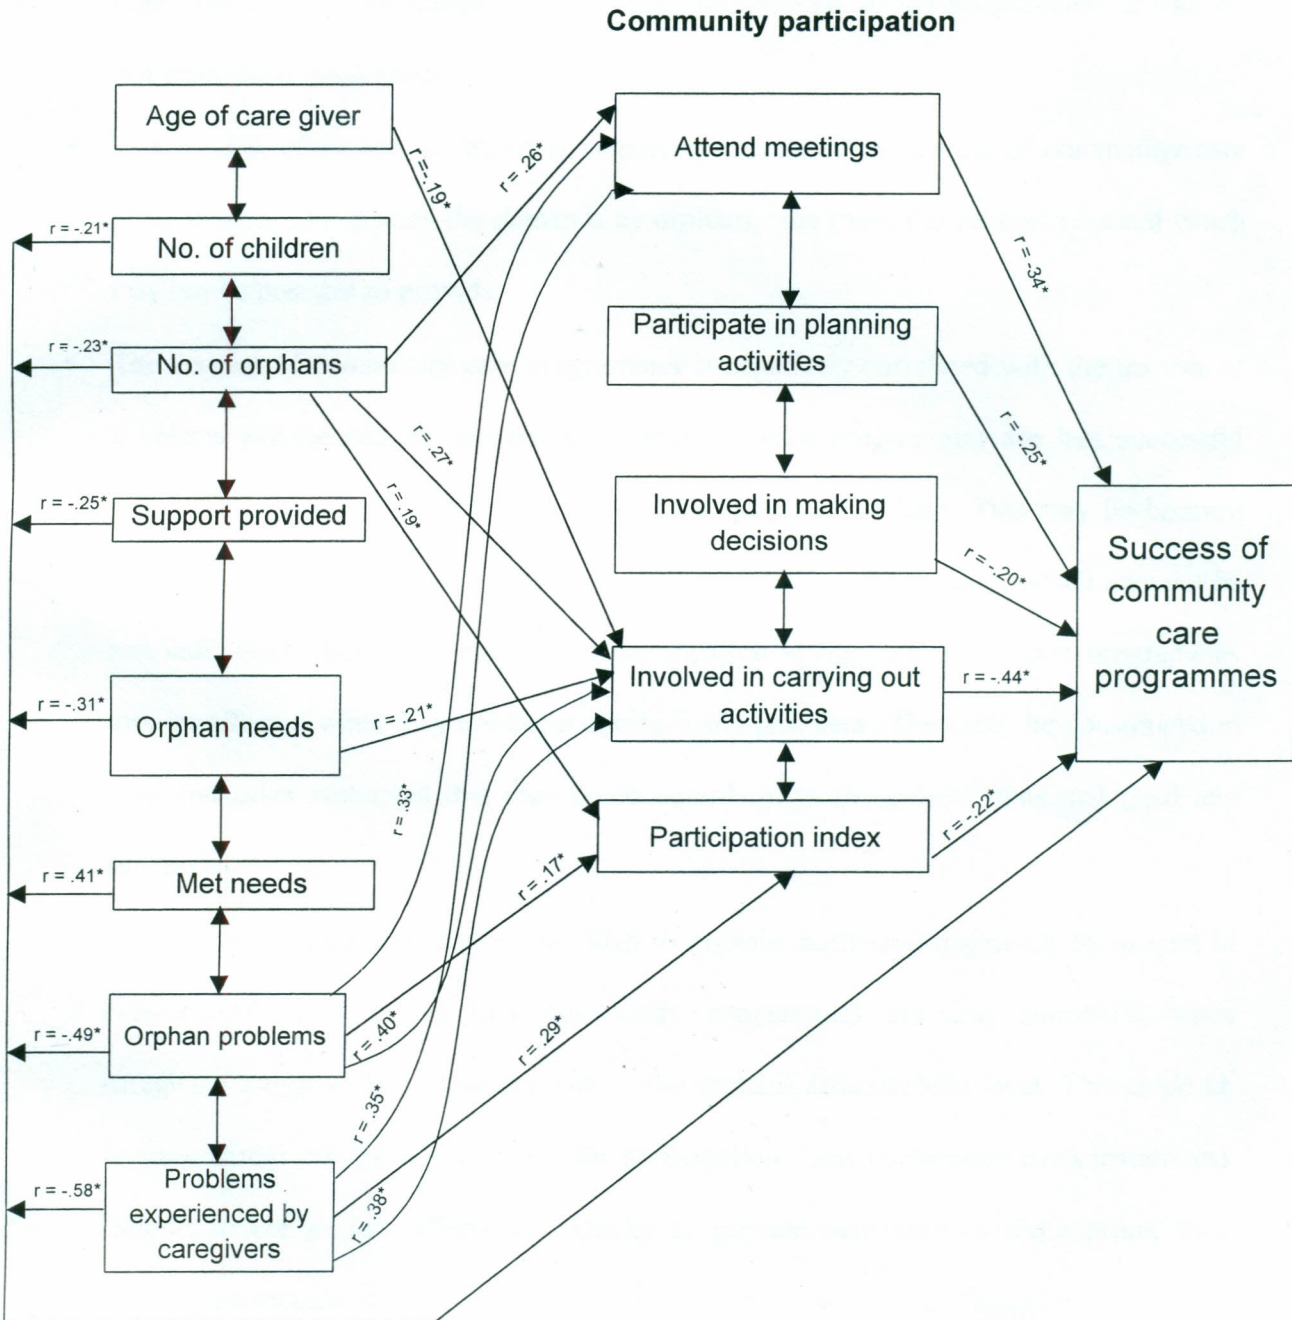 Community participation
Age of care giver
No. of children
No. of orphans
Support provided
Orphan needs
Met needs
Orphan problems
Problems
experienced by
caregivers
r = -.21*
r = -.23*
r = -.25*
r = -.31*
r = .41*
r = -.49*
r = -.58*
r =-.19*
r = .26*
r = .27*
r = .19*
r = .21*
r = .33*
r = .17*
r = .40*
r = .35*
r = .29*
r = .38*
Attend meetings
Participate in planning
activities
Involved in making
decisions
Involved in carrying out
activities
Participation index
r = -.34*
r = -.25*
r = -.20*
r = -.44*
r = -.22*
Success of
community
care
programmes